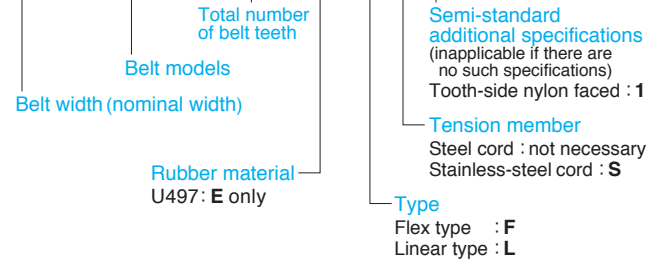 Total number
of belt teeth
Semi-standard
additional specifications
(inapplicable if there are
no such specifications)
Tooth-side nylon faced : 1
Belt models
Belt width (nominal width)
Tension member
Steel cord : not necessary
Stainless-steel cord : S
Rubber material
U497 : E only
Type
Flex type : F
Linear type : L